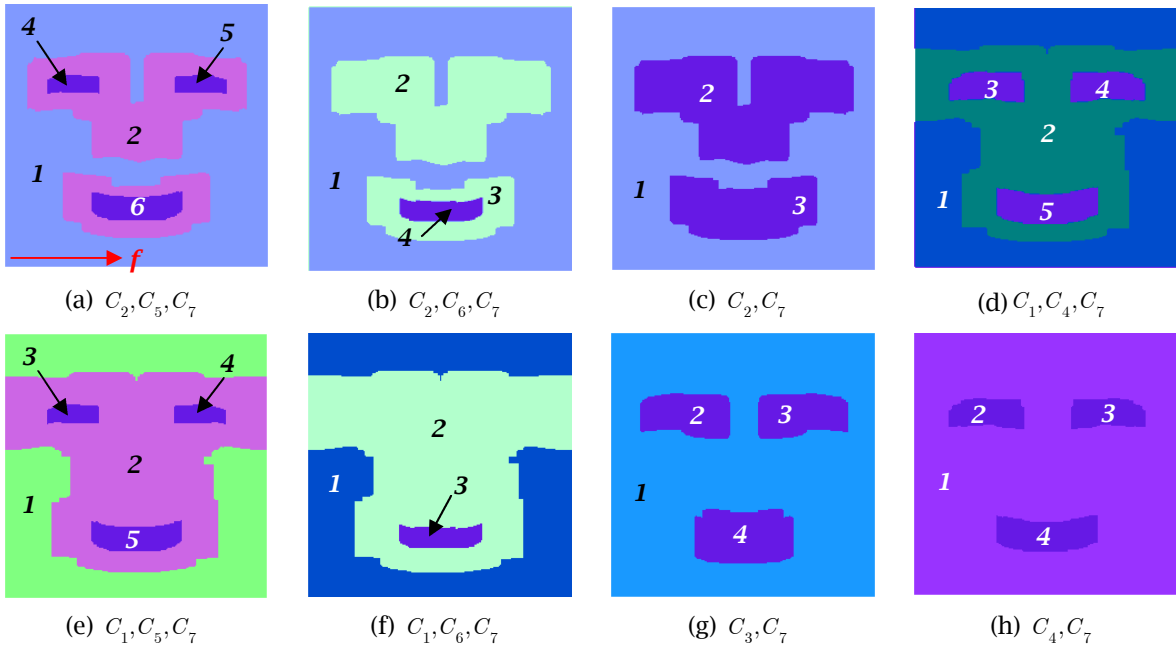 4 5 2 1 6 f
2 1 3 4
2 1 3
3 4 2 1 5
(a) C₂, C₅, C₇
(b) C₂, C₆, C₇
(c) C₂, C₇
(d) C₁, C₄, C₇
3 4 2 1 5
2 1 3
2 3 1 4
2 3 1 4
(e) C₁, C₅, C₇
(f) C₁, C₆, C₇
(g) C₃, C₇
(h) C₄, C₇